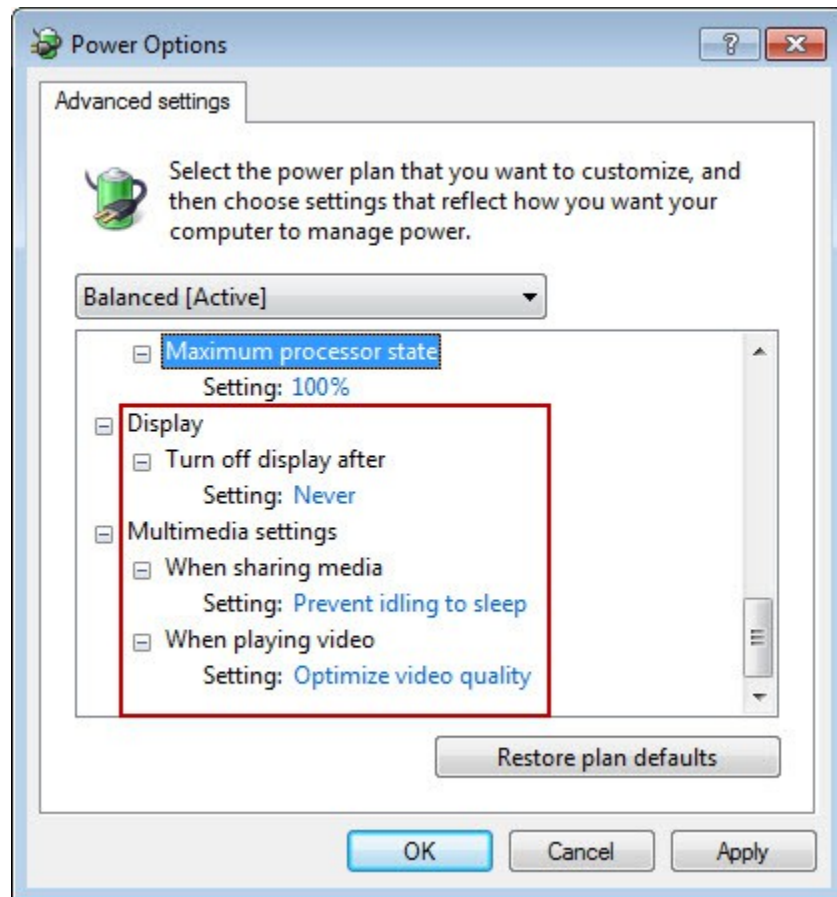 Power Options
Advanced settings
Select the power plan that you want to customize, and
then choose settings that reflect how you want your
computer to manage power.
Balanced [Active]
Maximum processor state
Setting: 100%
Display
Turn off display after
Setting: Never
Multimedia settings
When sharing media
Setting: Prevent idling to sleep
When playing video
Setting: Optimize video quality
Restore plan defaults
OK Cancel Apply